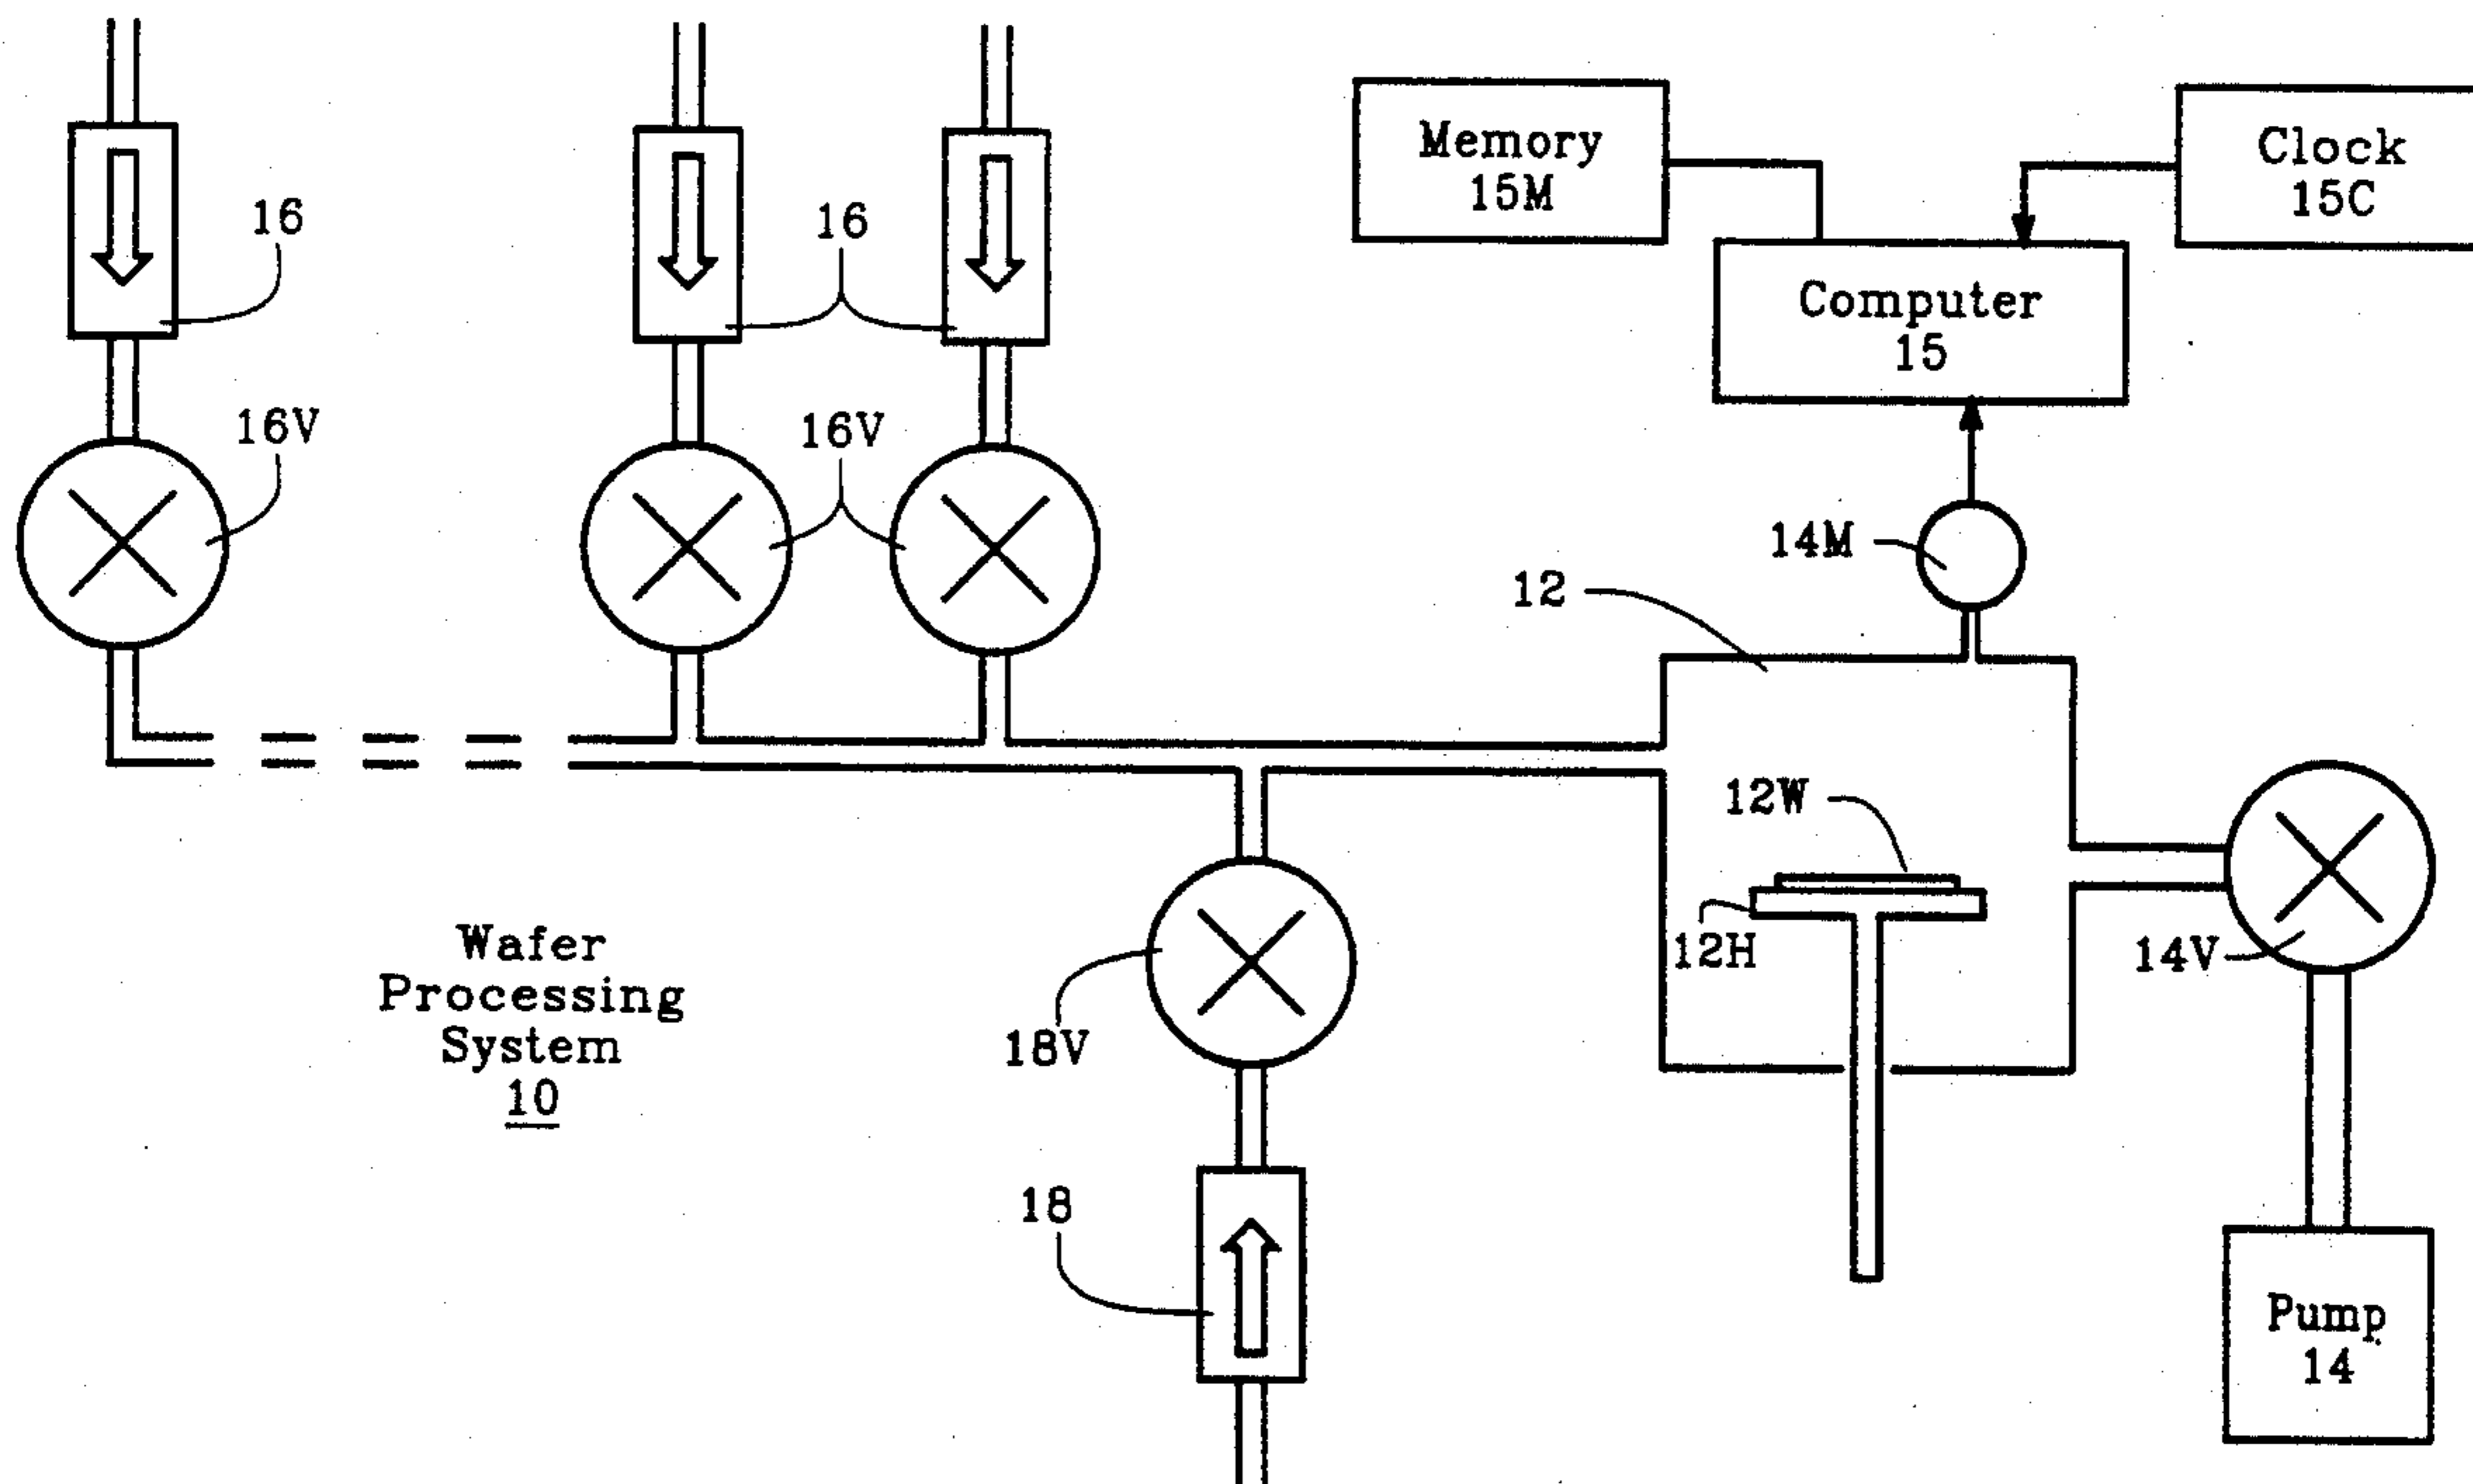 Memory
15M
Clock
15C
16
16
Computer
15
16V
16V
14M
12
12W
12H
14V
Wafer
Processing
System
10
18V
18
Pump
14